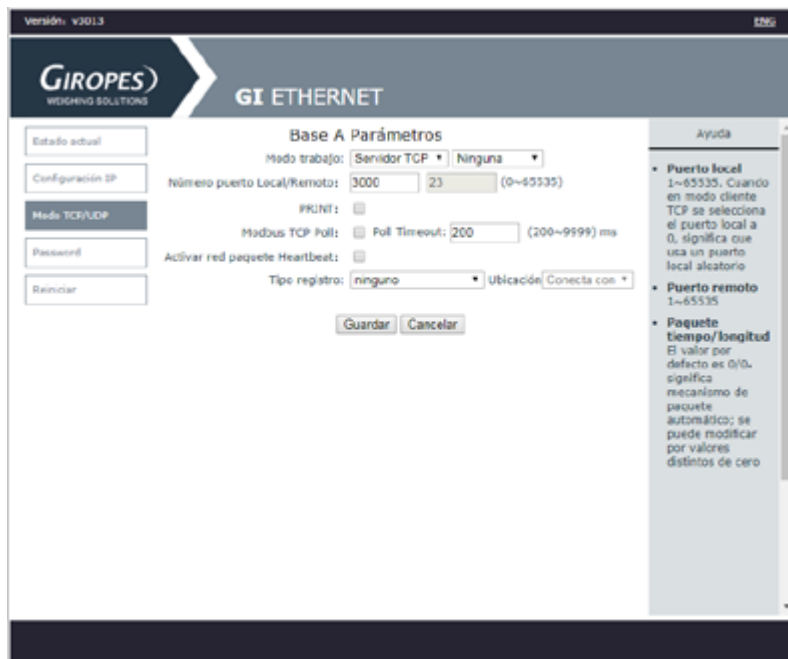 Versión: v3013
ENG
GIROPES
WEIGHING SOLUTIONS
GI ETHERNET
Estado actual
Configuración IP
Modo TCP/UDP
Password
Reiniciar
Base A Parámetros
Modo trabajo: Servidor TCP Ninguna
Número puerto Local/Remoto: 3000 23 (0~65535)
PRINT:
Modbus TCP Poll: Poll Timeout: 200 (200~9999) ms
Activar red paquete Heartbeat:
Tipo registro: ninguno Ubicación Conecta con
Guardar Cancelar
Ayuda
• Puerto local
1~65535. Cuando
en modo cliente
TCP se selecciona
el puerto local a
0, significa que
usa un puerto
local aleatorio
• Puerto remoto
1~65535
• Paquete
tiempo/longitud
El valor por
defecto es 0/0.
significa
mecanismo de
paquete
automático; se
puede modificar
por valores
distintos de cero